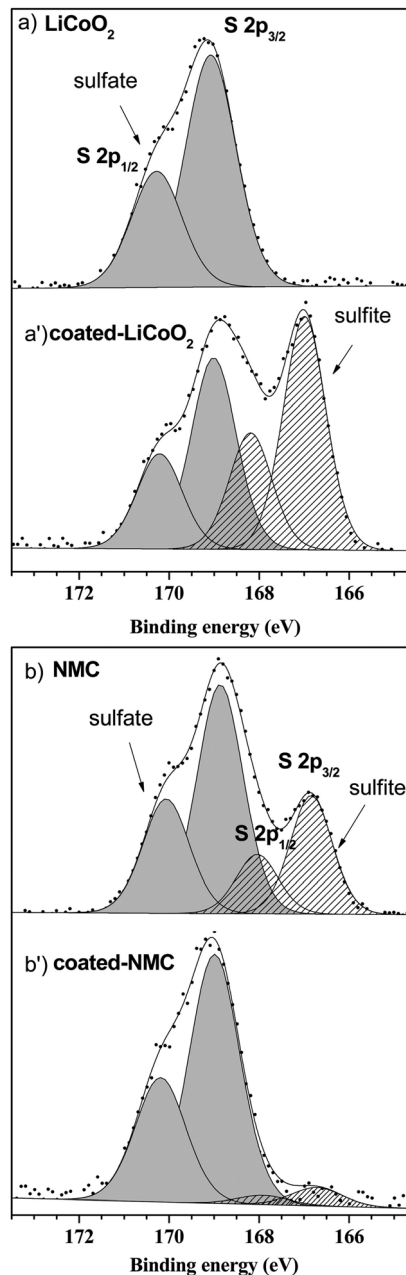 a) LiCoO₂
S 2p₃/₂
sulfate
S 2p₁/₂
a')coated-LiCoO₂
sulfite
172 170 168 166
Binding energy (eV)
b) NMC
sulfate
S 2p₃/₂
sulfite
S 2p₁/₂
b') coated-NMC
172 170 168 166
Binding energy (eV)